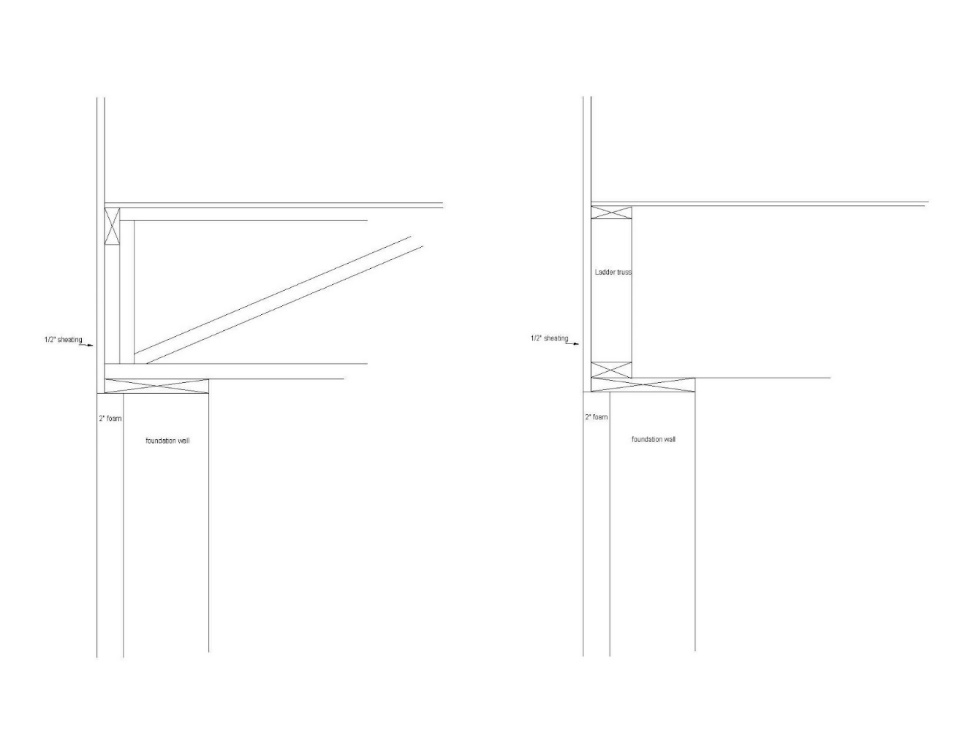 Ladder truss
1/2" sheating
1/2" sheating
2" foam
2" foam
foundation wall
foundation wall